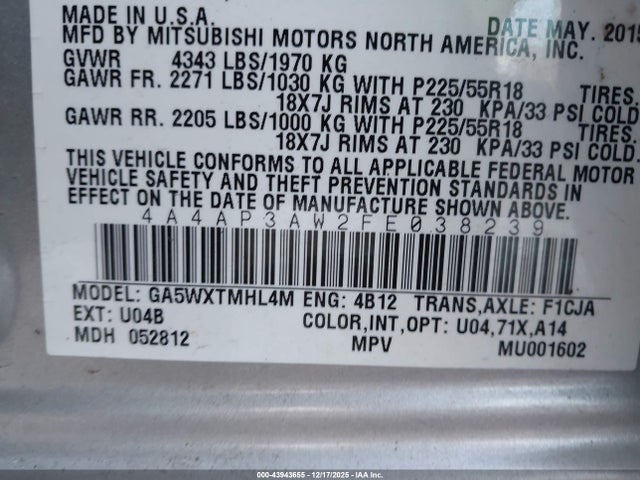 MADE IN U.S.A. DATE MAY. 2015
MFD BY MITSUBISHI MOTORS NORTH AMERICA, INC.
GVWR 4343 LBS/1970 KG
GAWR FR. 2271 LBS/1030 KG WITH P225/55R18 TIRES,
18X7J RIMS AT 230 KPA/33 PSI COLD
GAWR RR. 2205 LBS/1000 KG WITH P225/55R18 TIRES,
18X7J RIMS AT 230 KPA/33 PSI COLD
THIS VEHICLE CONFORMS TO ALL APPLICABLE FEDERAL MOTOR
VEHICLE SAFETY AND THEFT PREVENTION STANDARDS IN
EFFECT ON THE DATE OF MANUFACTURE SHOWN ABOVE.
4A4AP3AW2FE038239
MODEL: GA5WXTMHL4M ENG: 4B12 TRANS,AXLE: F1CJA
EXT: U04B COLOR,INT,OPT: U04,71X,A14
MDH 052812 MPV MU001602
000-43943655 - 12/17/2025 - IAA Inc.